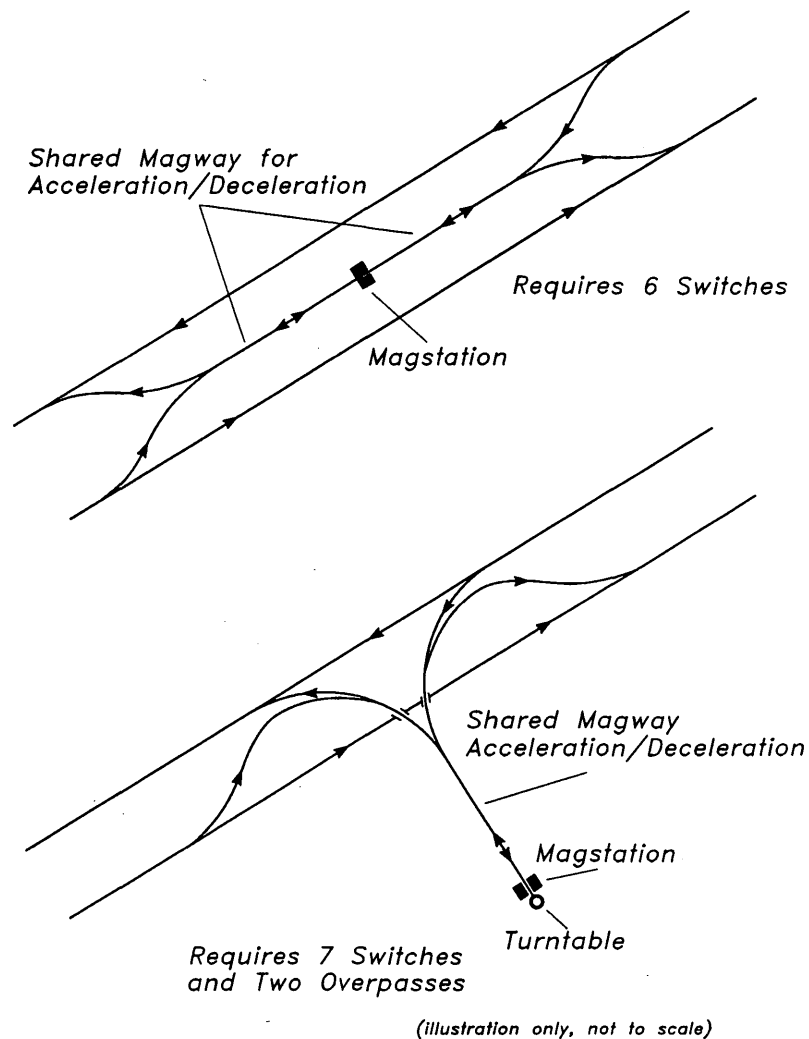 Shared Magway for
Acceleration/Deceleration
Requires 6 Switches
Magstation
Shared Magway
Acceleration/Deceleration
Magstation
Turntable
Requires 7 Switches
and Two Overpasses
(illustration only, not to scale)